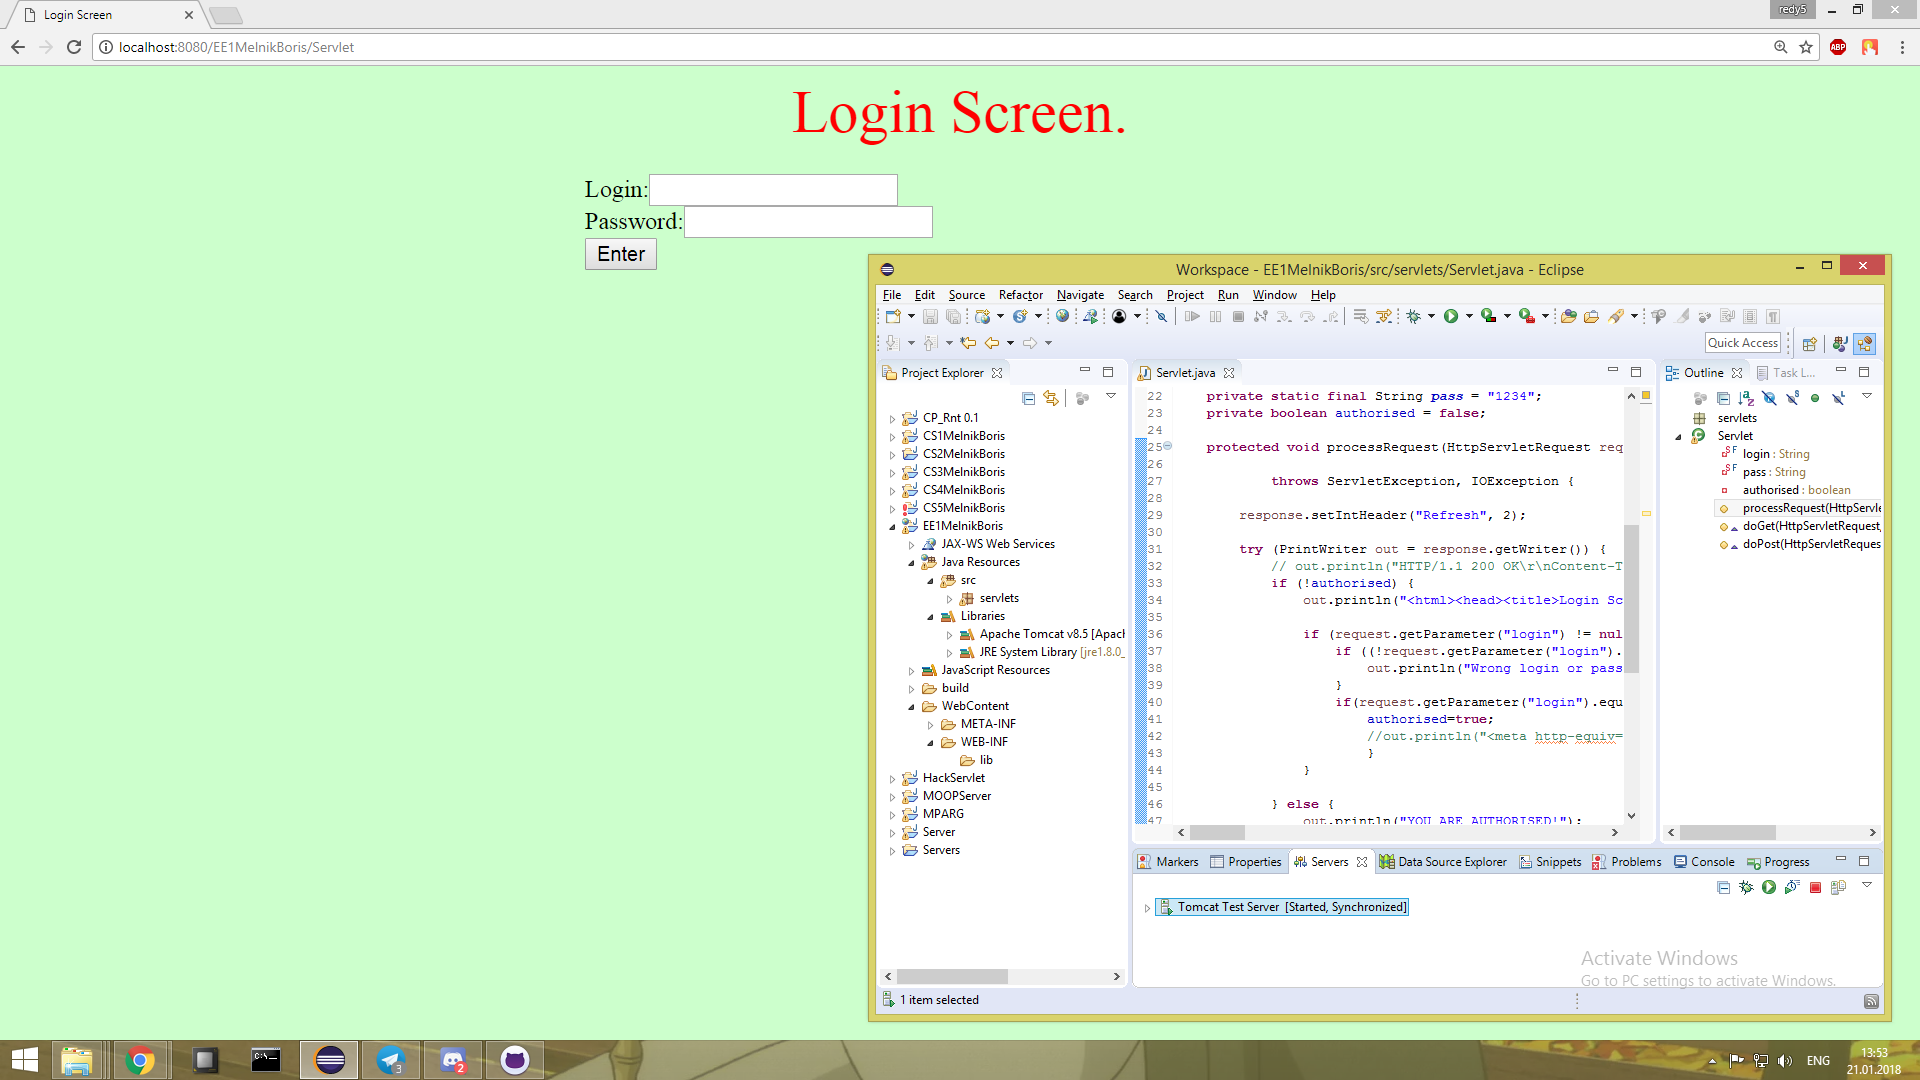 Login Screen
redy5
localhost:8080/EE1MelnikBoris/Servlet
ABP
Login Screen.
Login:
Password:
Enter
Workspace - EE1MelnikBoris/src/servlets/Servlet.java - Eclipse
File Edit Source Refactor Navigate Search Project Run Window Help
Quick Access
Project Explorer
CP_Rnt 0.1
CS1MelnikBoris
CS2MelnikBoris
CS3MelnikBoris
CS4MelnikBoris
CS5MelnikBoris
EE1MelnikBoris
JAX-WS Web Services
Java Resources
src
servlets
Libraries
Apache Tomcat v8.5 [Apach
JRE System Library [jre1.8.0_
JavaScript Resources
build
WebContent
META-INF
WEB-INF
lib
HackServlet
MOOPServer
MPARG
Server
Servers
1 item selected
Servlet.java
22 private static final String pass = "1234";
23 private boolean authorised = false;
24
25 protected void processRequest(HttpServletRequest req
26
27 throws ServletException, IOException {
28
29 response.setIntHeader("Refresh", 2);
30
31 try (PrintWriter out = response.getWriter()) {
32 // out.println("HTTP/1.1 200 OK\r\nContent-T
33 if (!authorised) {
34 out.println("<html><head><title>Login Sc
35
36 if (request.getParameter("login") != nul
37 if ((!request.getParameter("login").
38 out.println("Wrong login or pass
39 }
40 if(request.getParameter("login").equ
41 authorised=true;
42 //out.println("<meta http-equiv=
43 }
44 }
45
46 } else {
47 out.println("YOU ARE AUTHORISED!");
Outline
Task L...
servlets
Servlet
login : String
pass : String
authorised : boolean
processRequest(HttpServle
doGet(HttpServletRequest,
doPost(HttpServletReques
Markers Properties Servers Data Source Explorer Snippets Problems Console Progress
Tomcat Test Server [Started, Synchronized]
Activate Windows
Go to PC settings to activate Windows.
C:\_
3
2
ENG
13:53
21.01.2018